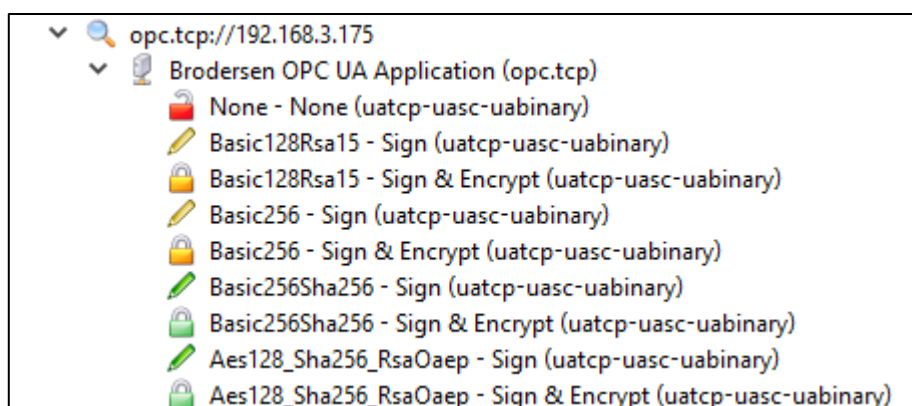 opc.tcp://192.168.3.175
Brodersen OPC UA Application (opc.tcp)
None - None (uatcp-uasc-uabinary)
Basic128Rsa15 - Sign (uatcp-uasc-uabinary)
Basic128Rsa15 - Sign & Encrypt (uatcp-uasc-uabinary)
Basic256 - Sign (uatcp-uasc-uabinary)
Basic256 - Sign & Encrypt (uatcp-uasc-uabinary)
Basic256Sha256 - Sign (uatcp-uasc-uabinary)
Basic256Sha256 - Sign & Encrypt (uatcp-uasc-uabinary)
Aes128_Sha256_RsaOaep - Sign (uatcp-uasc-uabinary)
Aes128_Sha256_RsaOaep - Sign & Encrypt (uatcp-uasc-uabinary)